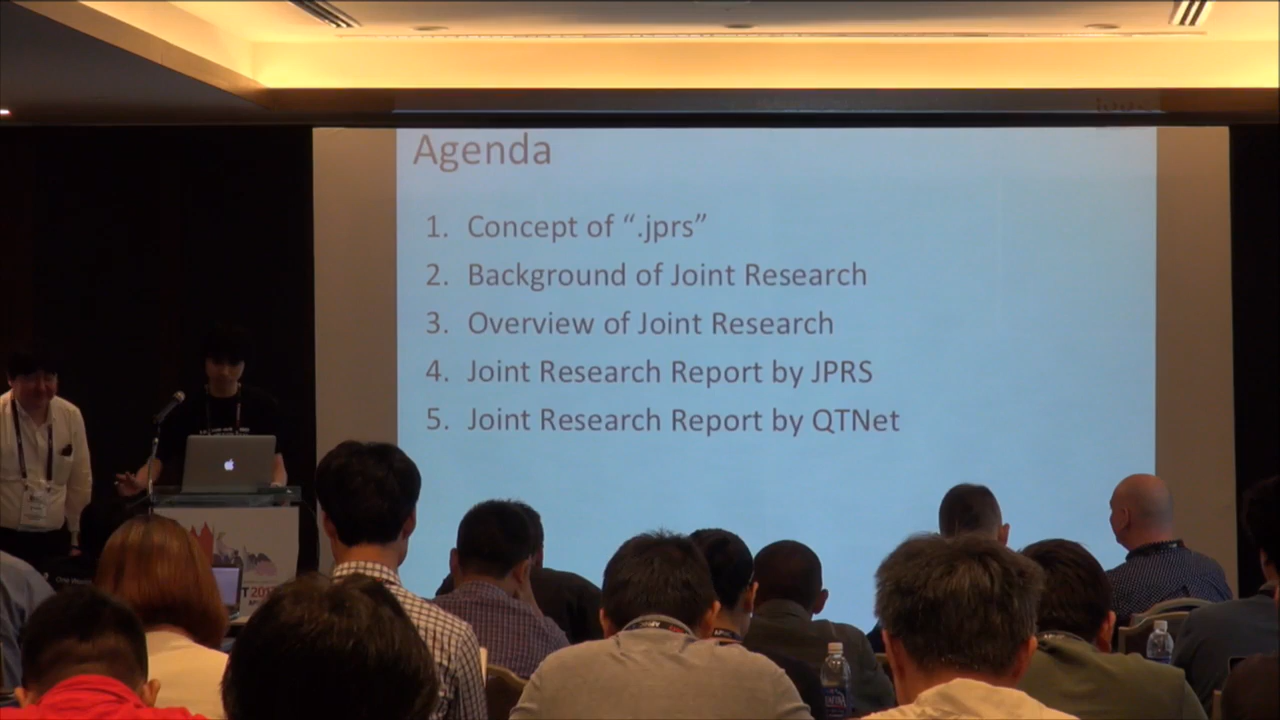 Agenda
1. Concept of “.jprs”
2. Background of Joint Research
3. Overview of Joint Research
4. Joint Research Report by JPRS
5. Joint Research Report by QTNet